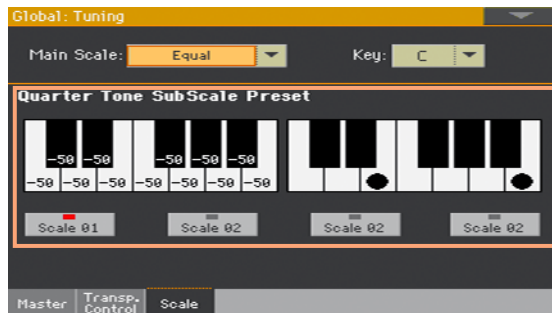 Global: Tuning
Main Scale: Equal Key: C
Quarter Tone SubScale Preset
-50 -50 -50 -50 -50
-50 -50 -50 -50 -50 -50 -50
Scale 01 Scale 02 Scale 02 Scale 02
Master Transp. Control Scale